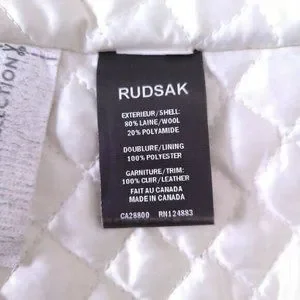 LECTION
RUDSAK
EXTERIEUR/SHELL:
80% LAINE/WOOL
20% POLYAMIDE
DOUBLURE/LINING
100% POLYESTER
GARNITURE/TRIM:
100% CUIR/LEATHER
FAIT AU CANADA
MADE IN CANADA
CA28800 RN124883